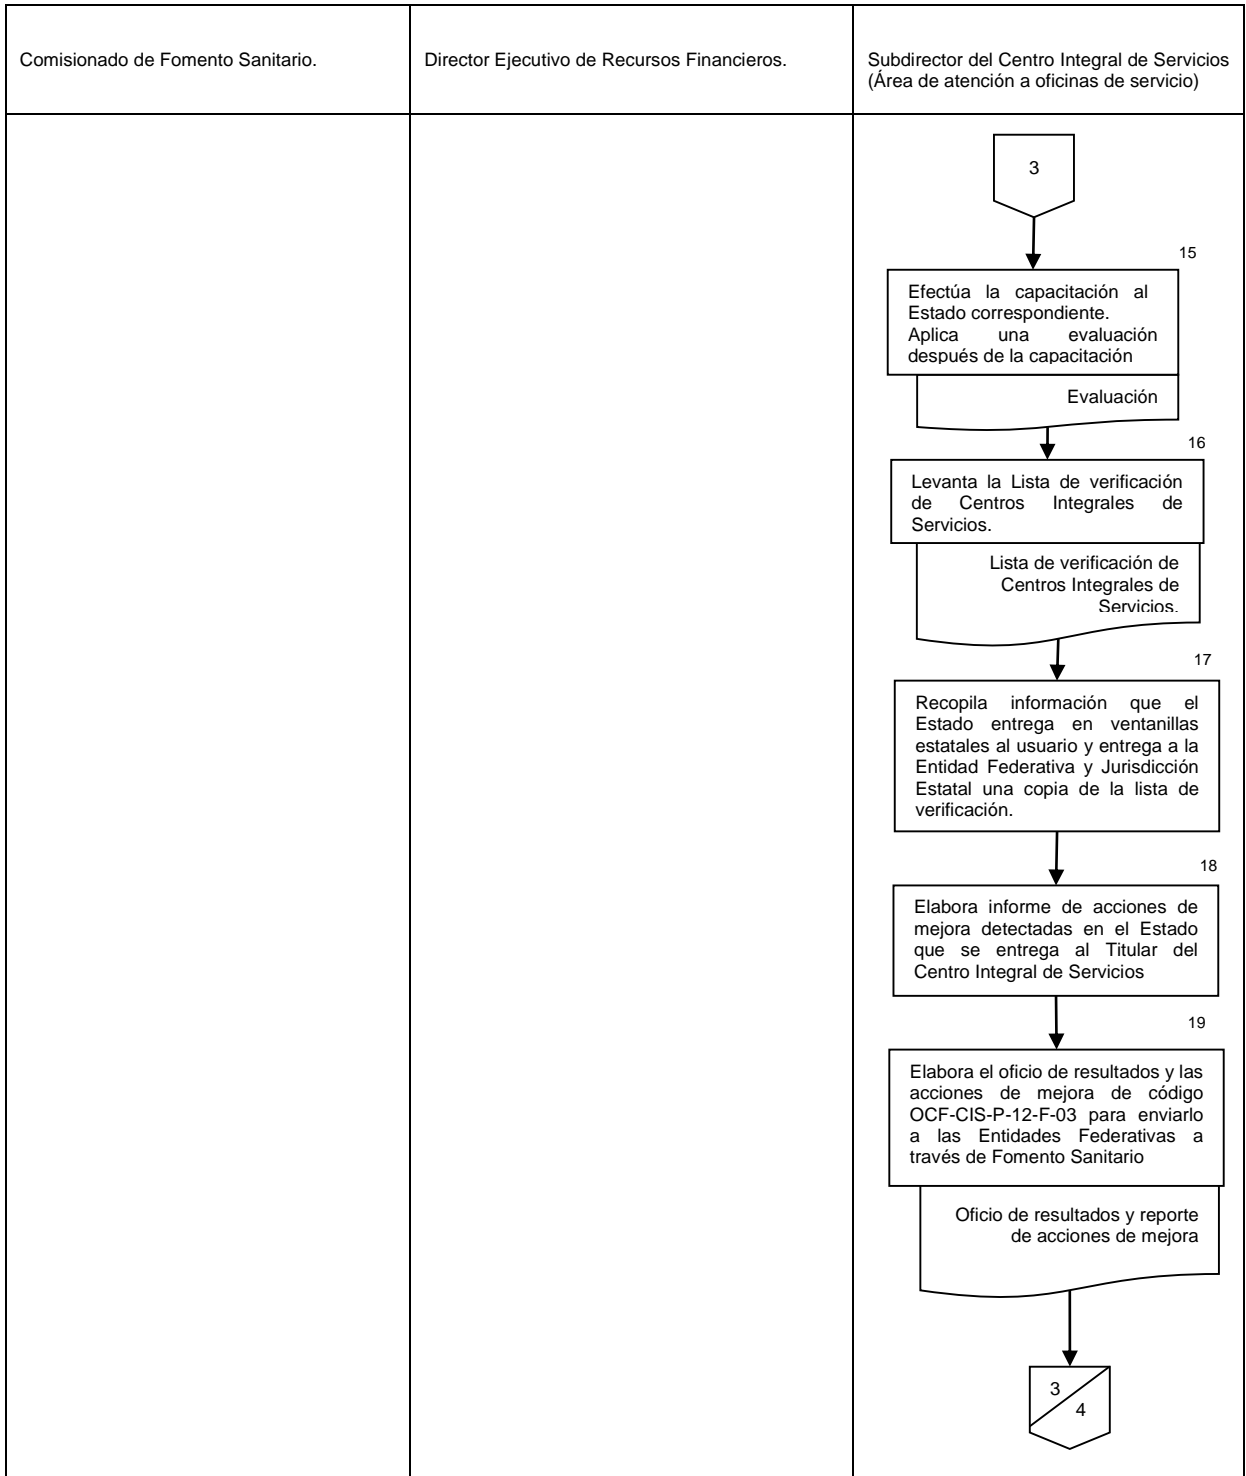 Comisionado de Fomento Sanitario.
Director Ejecutivo de Recursos Financieros.
Subdirector del Centro Integral de Servicios
(Área de atención a oficinas de servicio)
3
15
Efectúa la capacitación al
Estado correspondiente.
Aplica una evaluación
después de la capacitación
Evaluación
16
Levanta la Lista de verificación
de Centros Integrales de
Servicios.
Lista de verificación de
Centros Integrales de
Servicios.
17
Recopila información que el
Estado entrega en ventanillas
estatales al usuario y entrega a la
Entidad Federativa y Jurisdicción
Estatal una copia de la lista de
verificación.
18
Elabora informe de acciones de
mejora detectadas en el Estado
que se entrega al Titular del
Centro Integral de Servicios
19
Elabora el oficio de resultados y las
acciones de mejora de código
OCF-CIS-P-12-F-03 para enviarlo
a las Entidades Federativas a
través de Fomento Sanitario
Oficio de resultados y reporte
de acciones de mejora
3
4